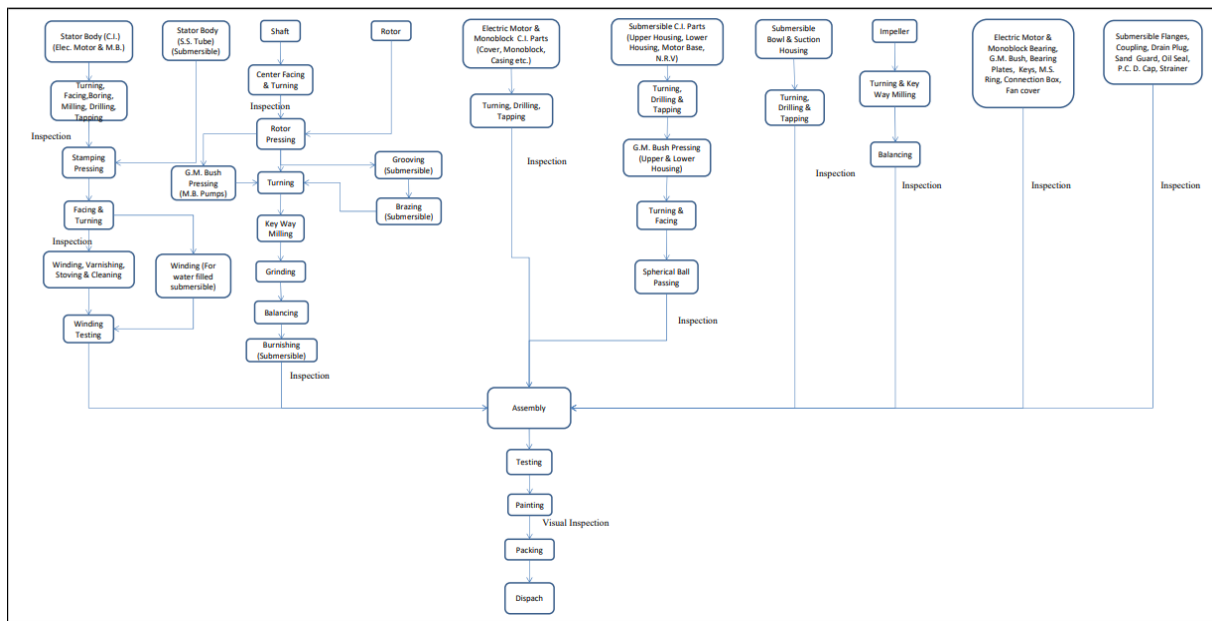 Stator Body (C.I.)
(Elec. Motor & M.B.)
Stator Body
(S.S. Tube)
(Submersible)
Shaft
Rotor
Electric Motor &
Monoblock C.I. Parts
(Cover, Monoblock,
Casing etc.)
Submersible C.I. Parts
(Upper Housing, Lower
Housing, Motor Base,
N.R.V)
Submersible
Bowl & Suction
Housing
Impeller
Electric Motor &
Monoblock Bearing,
G.M. Bush, Bearing
Plates, Keys, M.S.
Ring, Connection Box,
Fan cover
Submersible Flanges,
Coupling, Drain Plug,
Sand Guard, Oil Seal,
P.C. D. Cap, Strainer
Turning,
Facing,Boring,
Milling, Drilling,
Tapping
Inspection
Stamping
Pressing
Facing &
Turning
Inspection
Winding, Varnishing,
Stoving & Cleaning
Winding (For
water filled
submersible)
Winding
Testing
Center Facing
& Turning
Inspection
Rotor
Pressing
G.M. Bush
Pressing
(M.B. Pumps)
Turning
Grooving
(Submersible)
Brazing
(Submersible)
Key Way
Milling
Grinding
Balancing
Burnishing
(Submersible)
Inspection
Turning, Drilling,
Tapping
Inspection
Turning,
Drilling &
Tapping
G.M. Bush Pressing
(Upper & Lower
Housing)
Turning &
Facing
Spherical Ball
Passing
Inspection
Turning,
Drilling &
Tapping
Inspection
Turning & Key
Way Milling
Balancing
Inspection
Inspection
Inspection
Assembly
Testing
Painting
Visual Inspection
Packing
Dispach